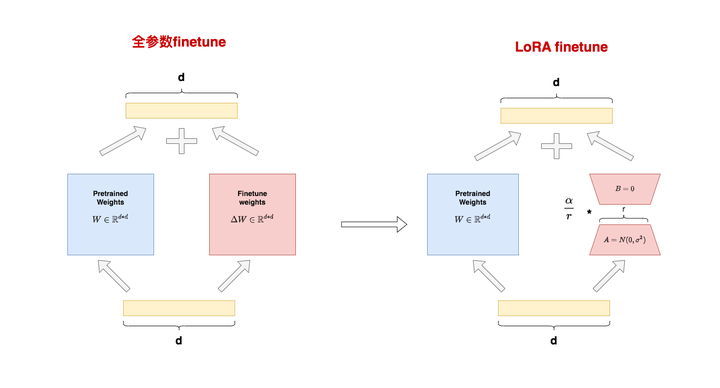 全参数finetune
d
Pretrained
Weights
W ∈ ℝ^{d*d}
Finetune
weights
ΔW ∈ ℝ^{d*d}
d
LoRA finetune
d
Pretrained
Weights
W ∈ ℝ^{d*d}
α
r
*
B = 0
r
A = N(0, σ²)
d